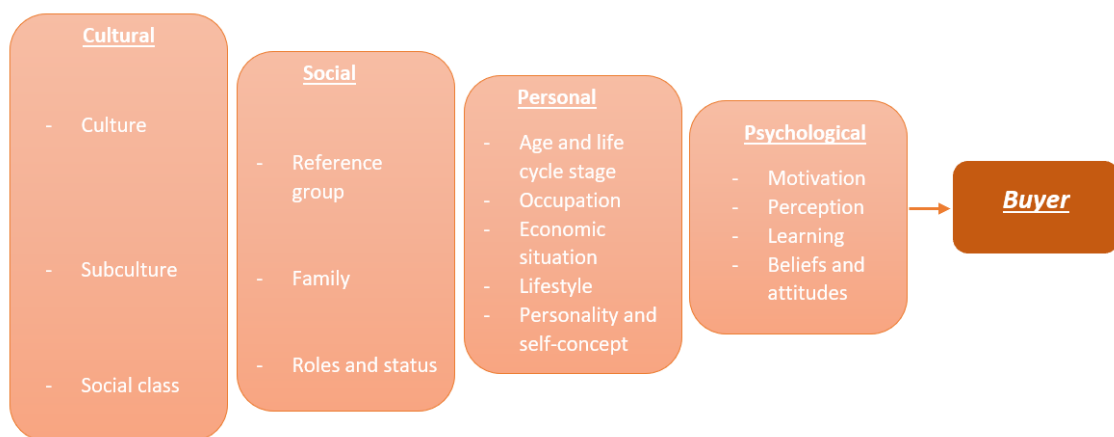 Cultural
- Culture
- Subculture
- Social class
Social
- Reference
group
- Family
- Roles and status
Personal
- Age and life
cycle stage
- Occupation
- Economic
situation
- Lifestyle
- Personality and
self-concept
Psychological
- Motivation
- Perception
- Learning
- Beliefs and
attitudes
Buyer